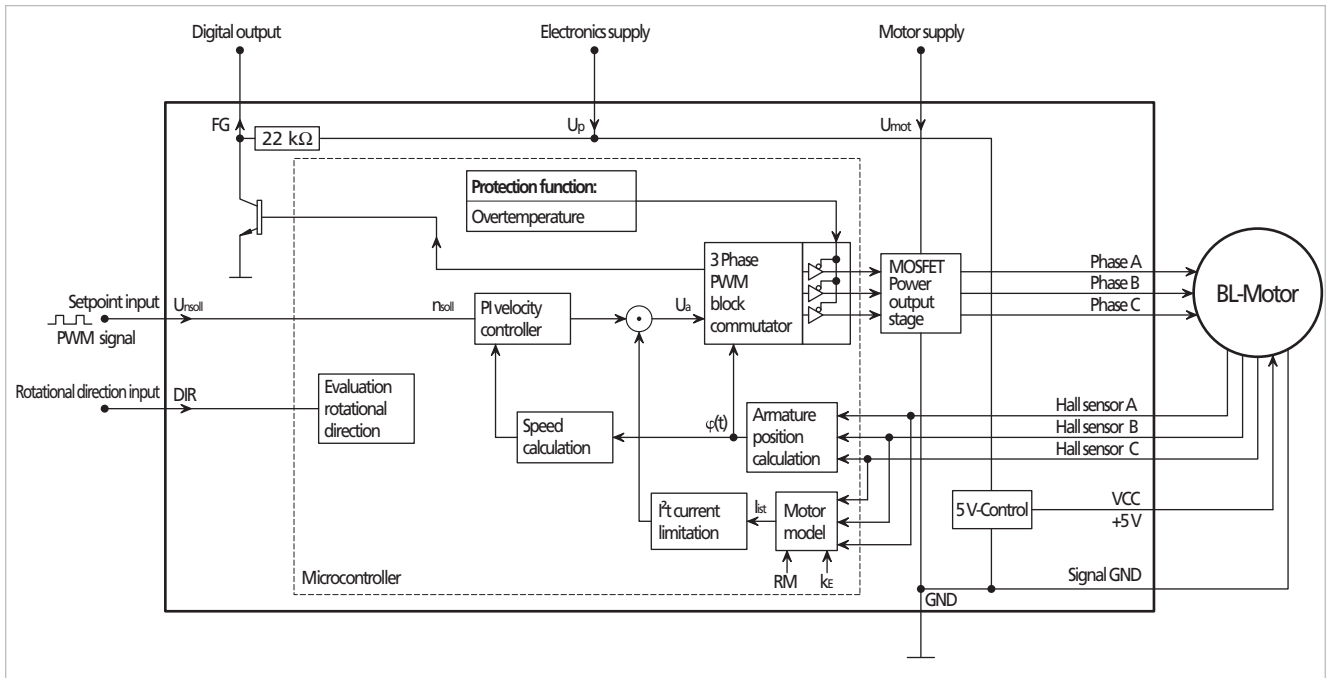 Digital output
Electronics supply
Motor supply
FG
22 kΩ
Up
Umot
Protection function:
Overtemperature
3 Phase
PWM
block
commutator
MOSFET
Power
output
stage
Phase A
Phase B
Phase C
BL-Motor
Setpoint input
PWM signal
Unsoll
nsoll
PI velocity
controller
Ua
Rotational direction input
DIR
Evaluation
rotational
direction
Speed
calculation
φ(t)
Armature
position
calculation
Hall sensor A
Hall sensor B
Hall sensor C
I²t current
limitation
Iist
Motor
model
RM
kE
5 V-Control
VCC
+5 V
Microcontroller
Signal GND
GND